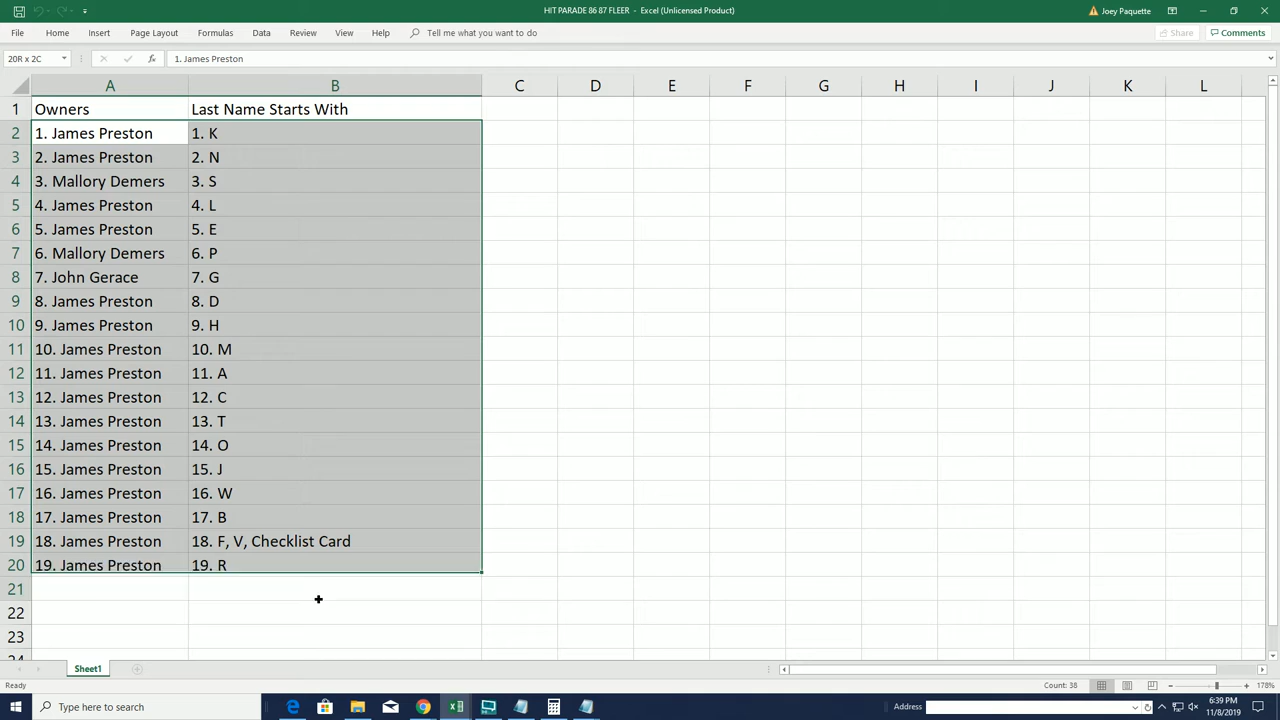 HIT PARADE 86 87 FLEER - Excel (Unlicensed Product)
Joey Paquette
File Home Insert Page Layout Formulas Data Review View Help Tell me what you want to do
Share Comments
20R x 2C fx 1. James Preston
A B C D E F G H I J K L
1 Owners Last Name Starts With
2 1. James Preston 1. K
3 2. James Preston 2. N
4 3. Mallory Demers 3. S
5 4. James Preston 4. L
6 5. James Preston 5. E
7 6. Mallory Demers 6. P
8 7. John Gerace 7. G
9 8. James Preston 8. D
10 9. James Preston 9. H
11 10. James Preston 10. M
12 11. James Preston 11. A
13 12. James Preston 12. C
14 13. James Preston 13. T
15 14. James Preston 14. O
16 15. James Preston 15. J
17 16. James Preston 16. W
18 17. James Preston 17. B
19 18. James Preston 18. F, V, Checklist Card
20 19. James Preston 19. R
21
22
23
24
Sheet1
Ready Count: 38 178%
Type here to search Address 6:39 PM
11/8/2019